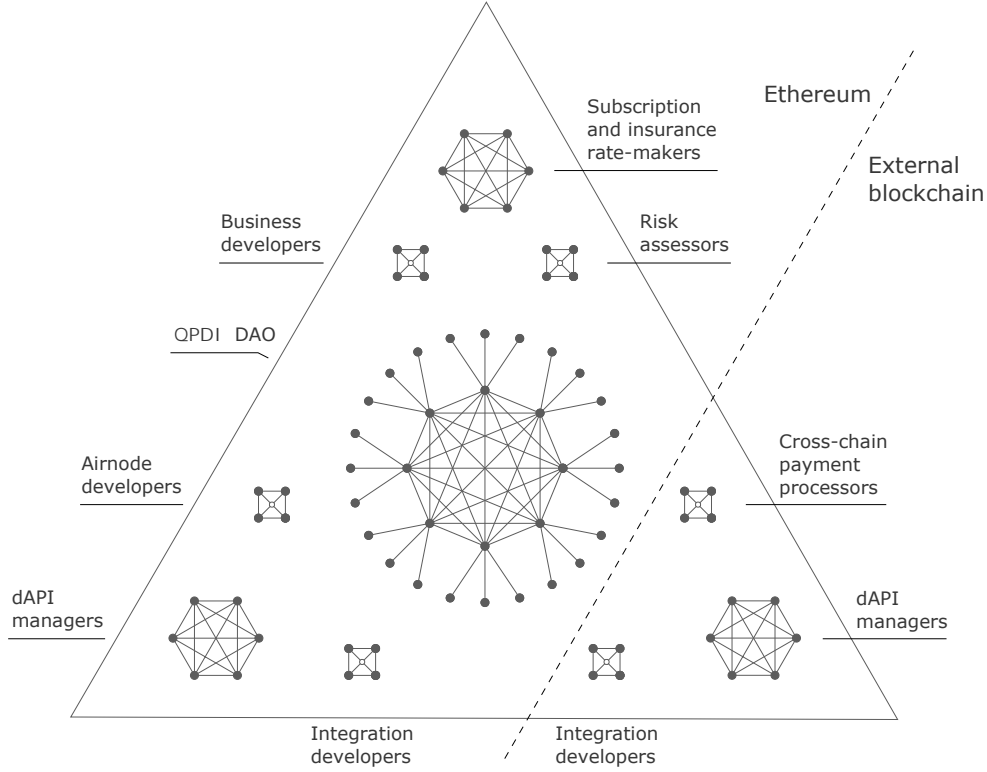 Ethereum
External
blockchain
Subscription
and insurance
rate-makers
Business
developers
Risk
assessors
QPDI DAO
Airnode
developers
Cross-chain
payment
processors
dAPI
managers
dAPI
managers
Integration
developers
Integration
developers